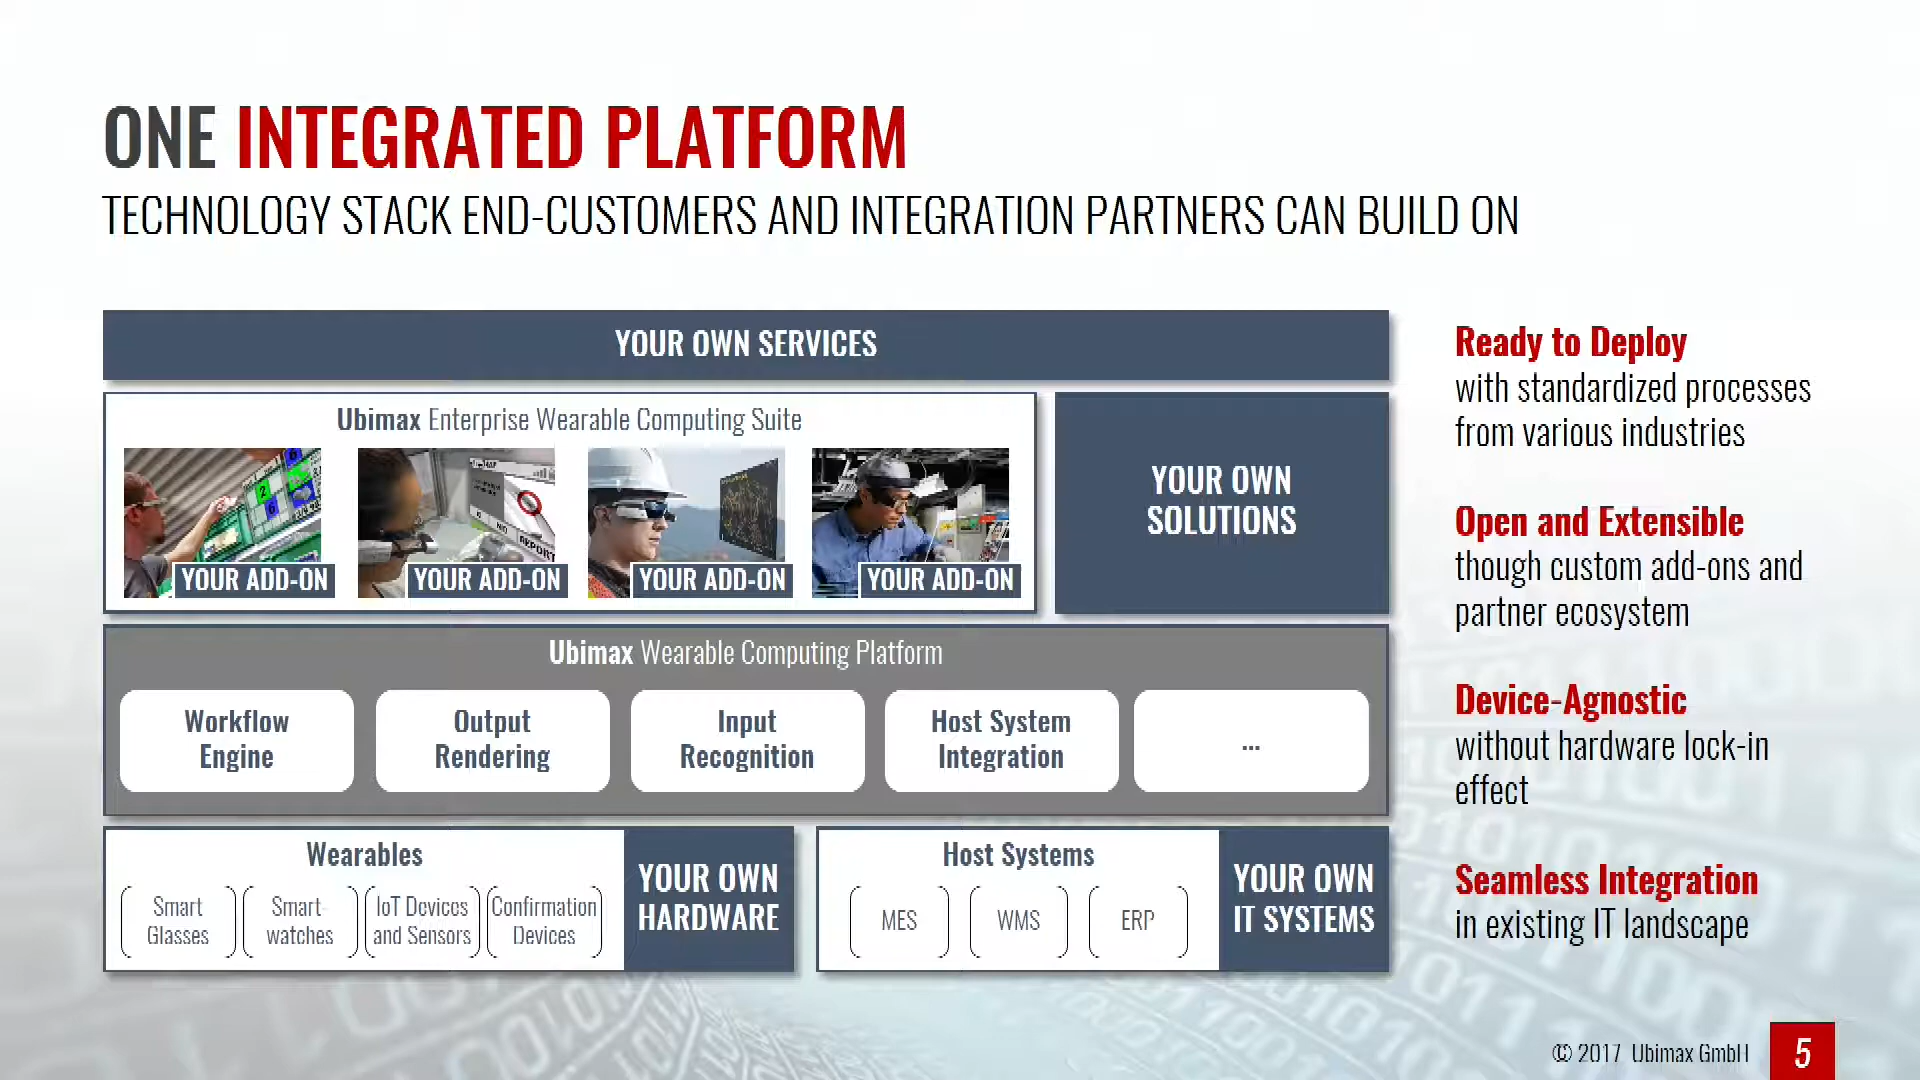 ONE INTEGRATED PLATFORM
TECHNOLOGY STACK END-CUSTOMERS AND INTEGRATION PARTNERS CAN BUILD ON
YOUR OWN SERVICES
Ubimax Enterprise Wearable Computing Suite
YOUR ADD-ON
YOUR ADD-ON
YOUR ADD-ON
YOUR ADD-ON
YOUR OWN
SOLUTIONS
Ubimax Wearable Computing Platform
Workflow
Engine
Output
Rendering
Input
Recognition
Host System
Integration
...
Wearables
Smart
Glasses
Smart-
watches
IoT Devices
and Sensors
Confirmation
Devices
YOUR OWN
HARDWARE
Host Systems
MES
WMS
ERP
YOUR OWN
IT SYSTEMS
Ready to Deploy
with standardized processes
from various industries
Open and Extensible
though custom add-ons and
partner ecosystem
Device-Agnostic
without hardware lock-in
effect
Seamless Integration
in existing IT landscape
© 2017 Ubimax GmbH
5